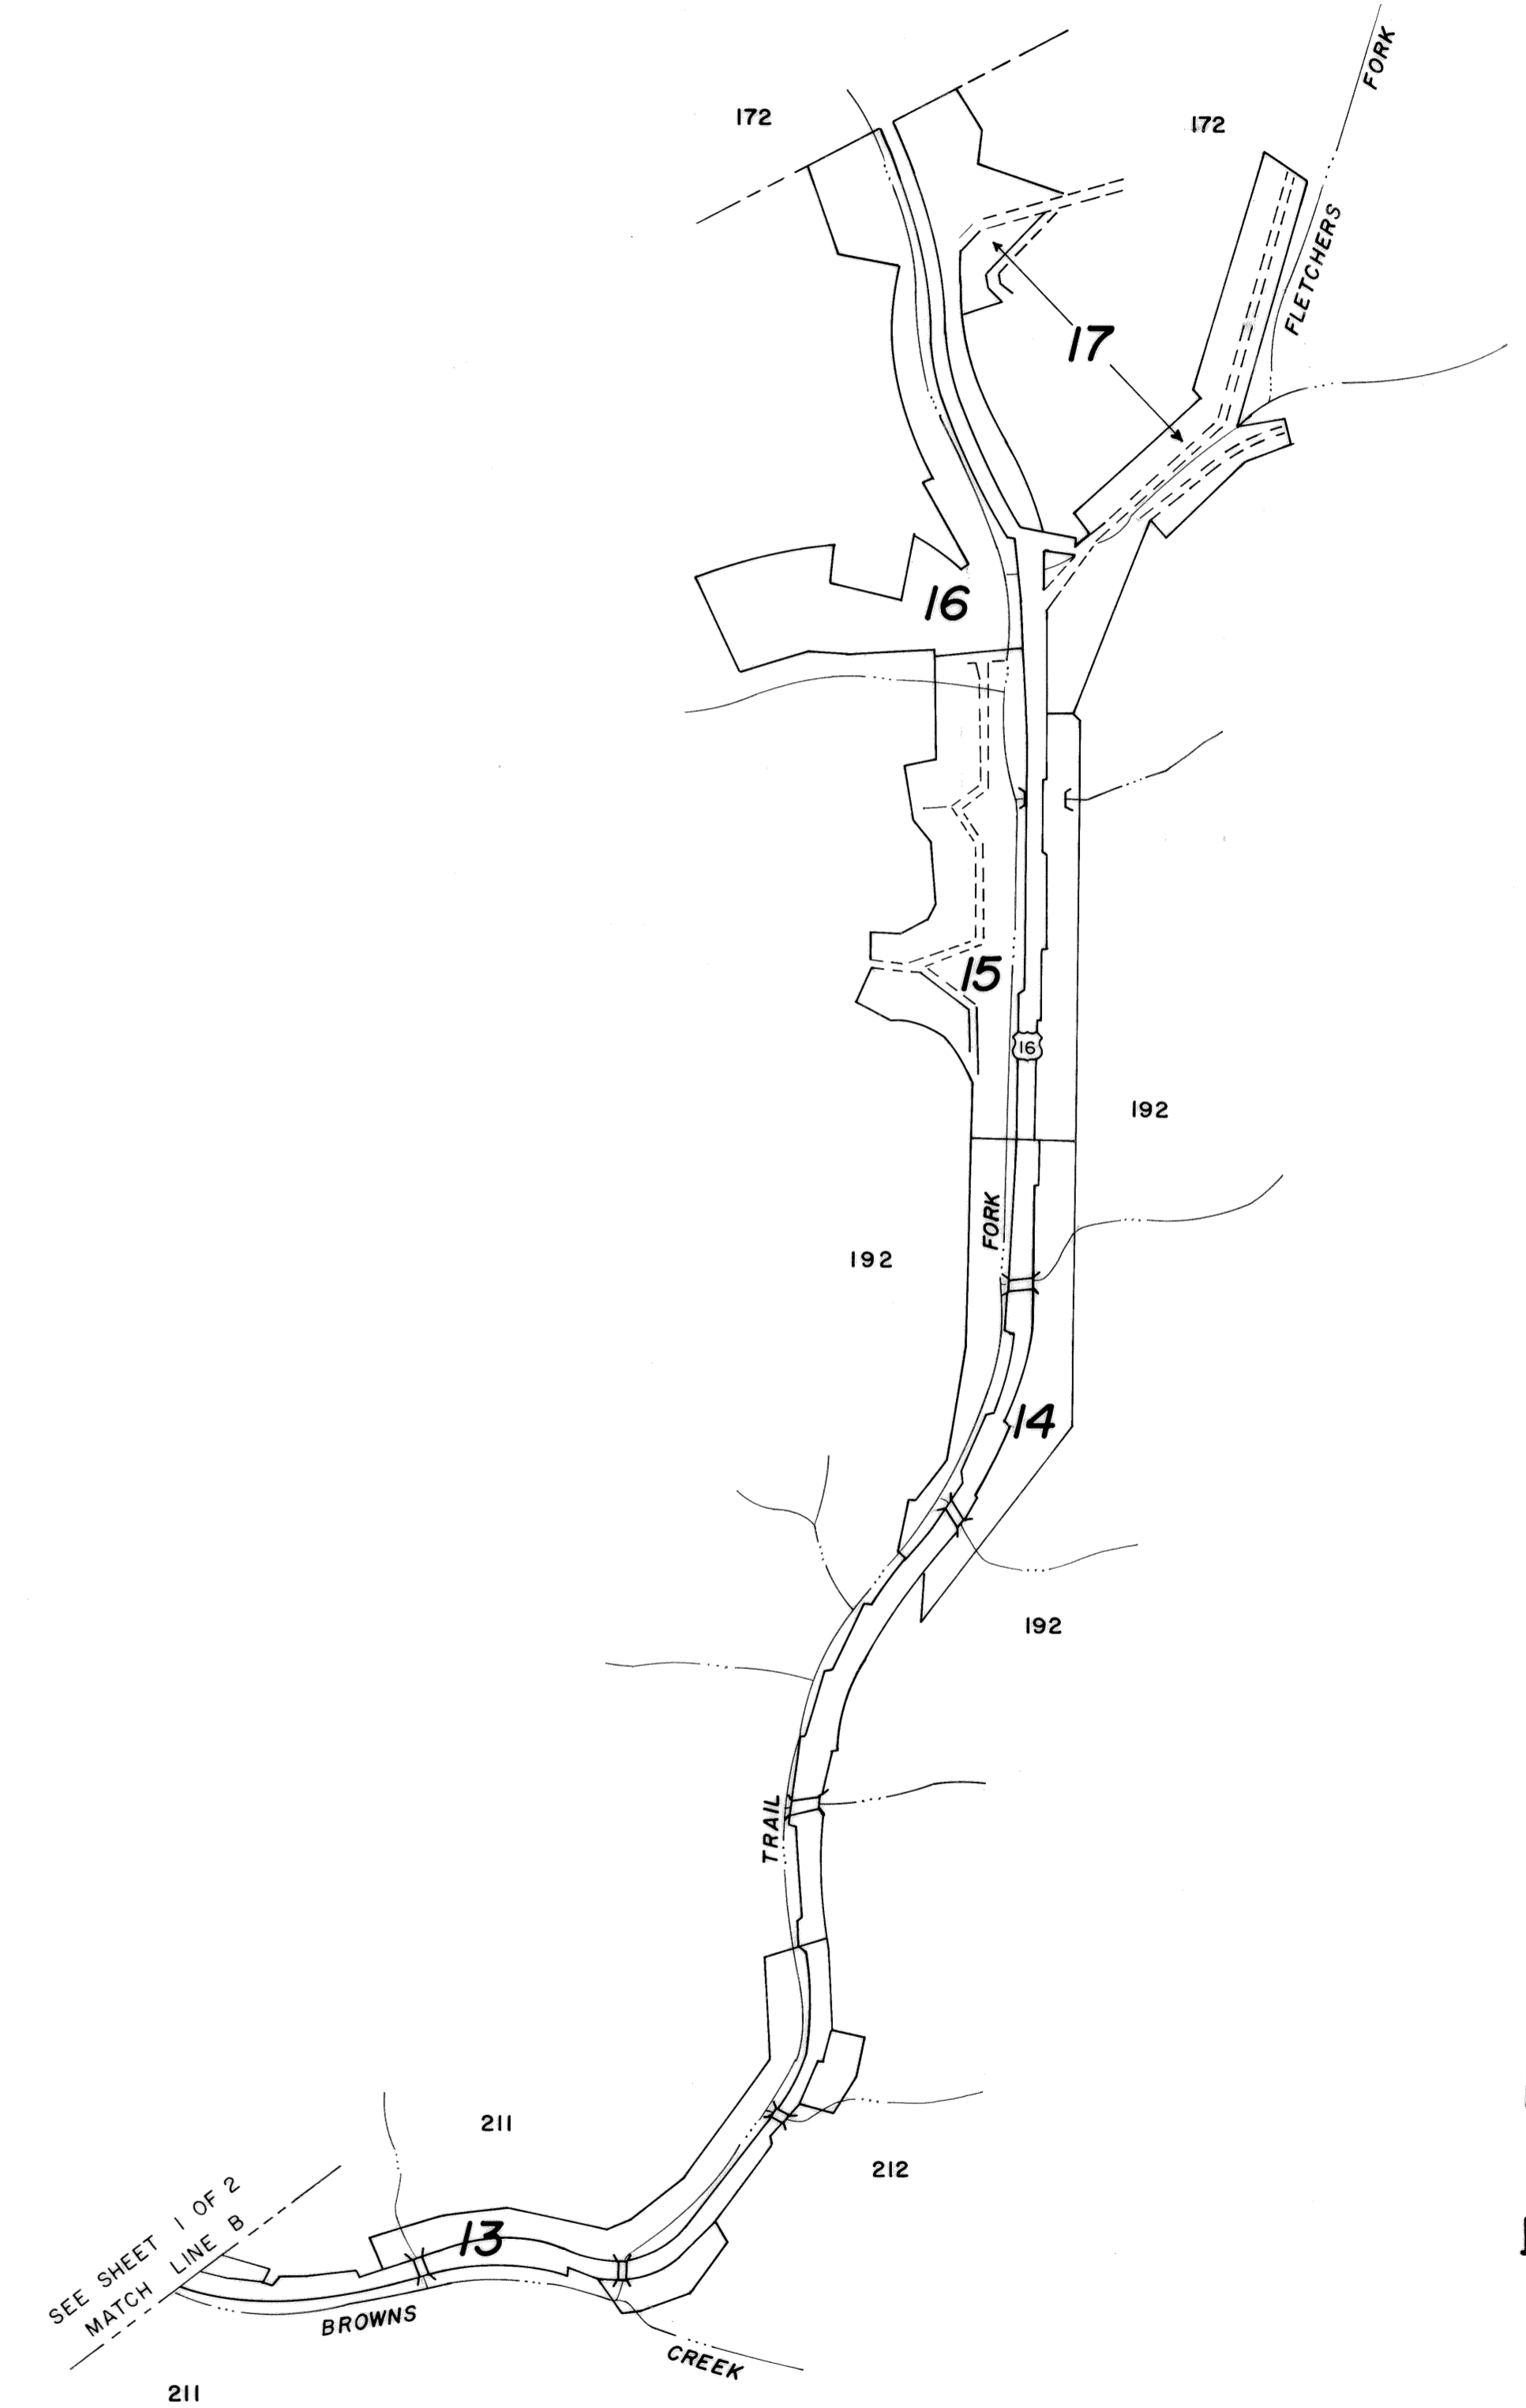 FORK
172
172
FLETCHERS
17
16
15
16
192
FORK
192
14
192
TRAIL
211
212
SEE SHEET 1 OF 2
MATCH LINE B
13
BROWNS
CREEK
211